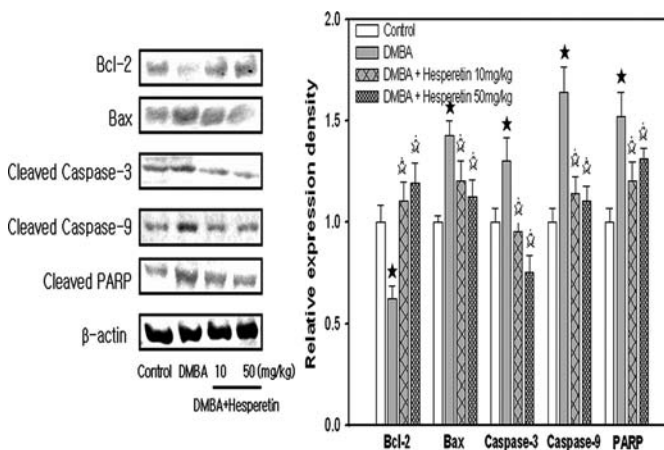 Bcl-2
Bax
Cleaved Caspase-3
Cleaved Caspase-9
Cleaved PARP
β-actin
Control DMBA 10 50 (mg/kg)
DMBA+Hesperetin
Relative expression density
2.0
1.5
1.0
0.5
0.0
Control
DMBA
DMBA + Hesperetin 10mg/kg
DMBA + Hesperetin 50mg/kg
Bcl-2 Bax Caspase-3 Caspase-9 PARP